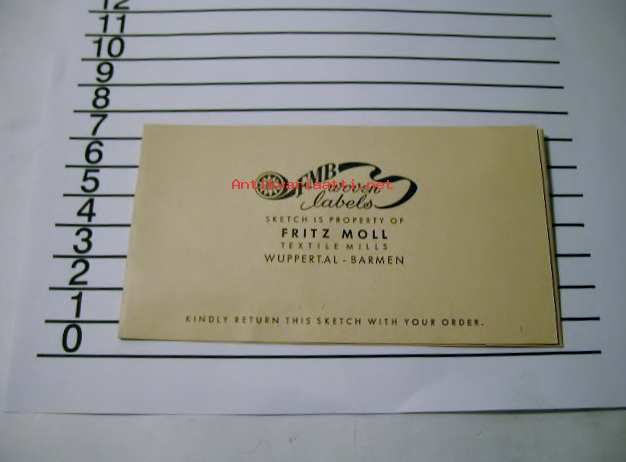 12
11
10
9
8
7
6
5
4
3
2
1
0
FMB
woven
labels
Antikvariaatti.net
SKETCH IS PROPERTY OF
FRITZ MOLL
TEXTILE MILLS
WUPPERTAL - BARMEN
KINDLY RETURN THIS SKETCH WITH YOUR ORDER.